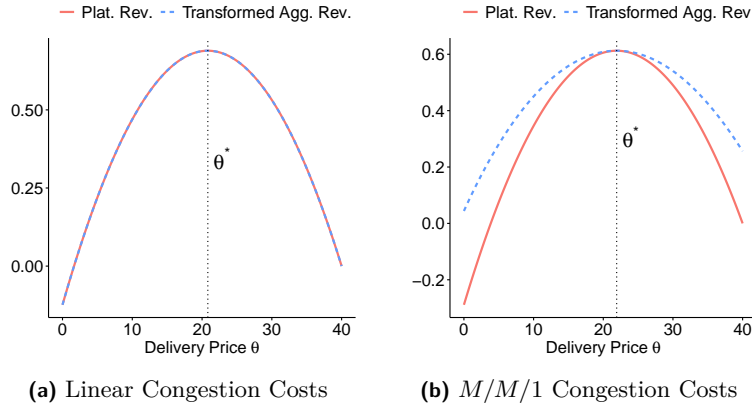 Plat. Rev. Transformed Agg. Rev.
0.50
0.25
0.00
θ*
0 10 20 30 40
Delivery Price θ
(a) Linear Congestion Costs
Plat. Rev. Transformed Agg. Rev.
0.6
0.4
0.2
0.0
−0.2
θ*
0 10 20 30 40
Delivery Price θ
(b) M/M/1 Congestion Costs